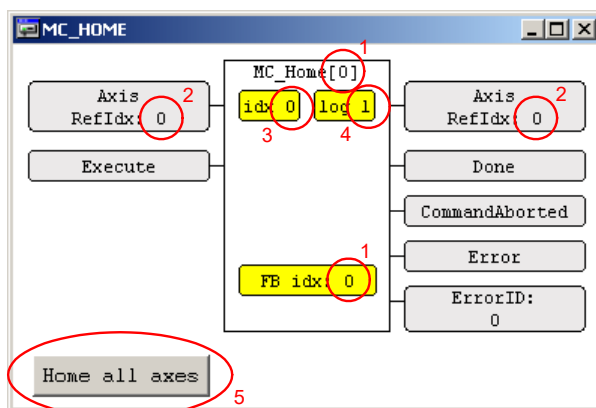 MC_HOME
1
MC_Home[0]
Axis
RefIdx: 0
2
idx 0
log 1
Axis
RefIdx: 0
2
3
4
Execute
Done
CommandAborted
1
Error
FB idx: 0
ErrorID:
0
Home all axes
5